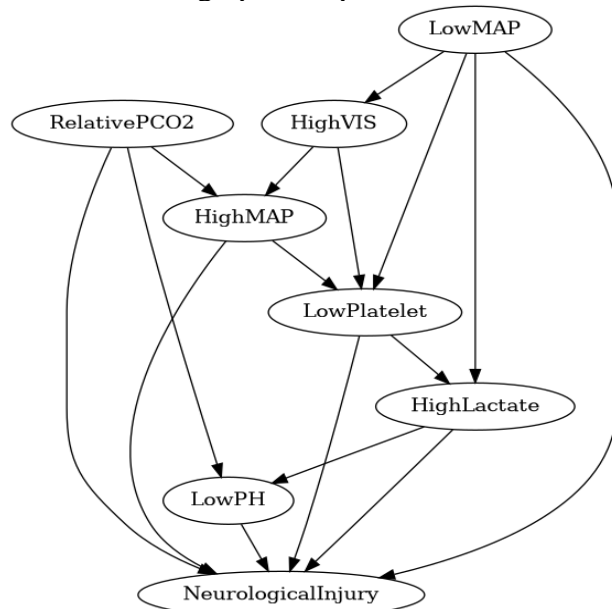 LowMAP
RelativePCO2
HighVIS
HighMAP
LowPlatelet
HighLactate
LowPH
NeurologicalInjury